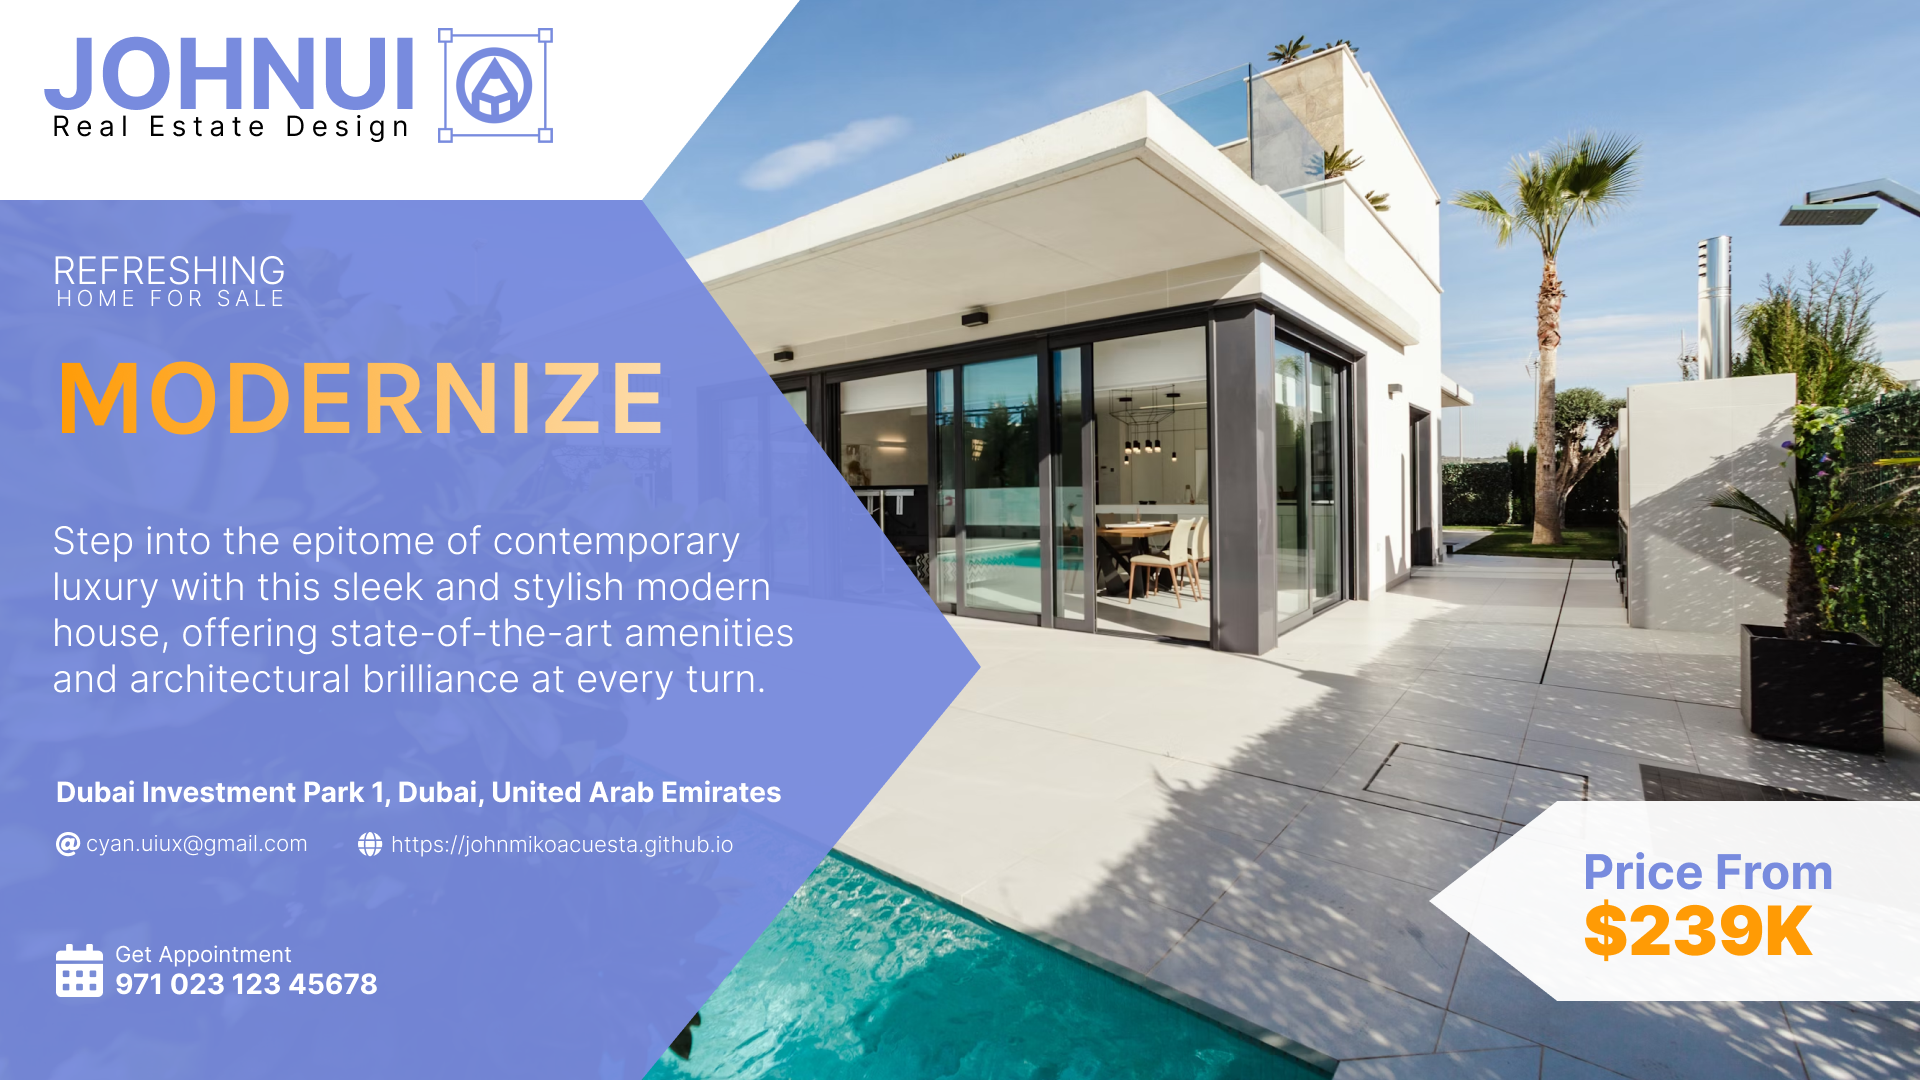 JOHNUI
Real Estate Design
REFRESHING
HOME FOR SALE
MODERNIZE
Step into the epitome of contemporary
luxury with this sleek and stylish modern
house, offering state-of-the-art amenities
and architectural brilliance at every turn.
Dubai Investment Park 1, Dubai, United Arab Emirates
cyan.uiux@gmail.com
https://johnmikoacuesta.github.io
Get Appointment
971 023 123 45678
Price From
$239K